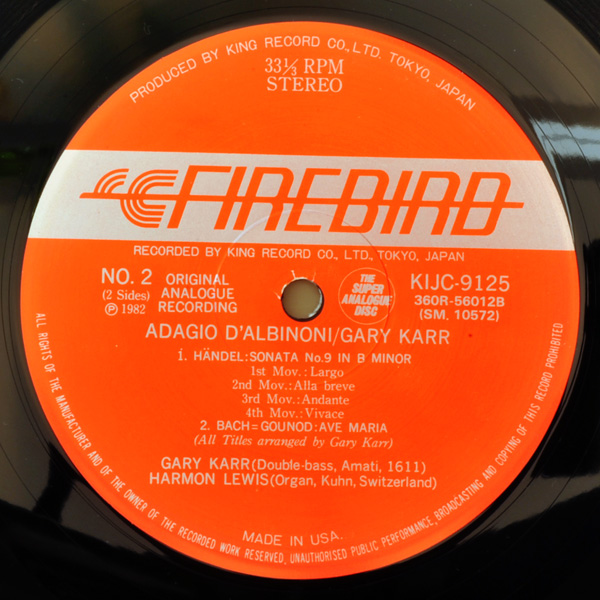 PRODUCED BY KING RECORD CO., LTD. TOKYO, JAPAN
33⅓ RPM
STEREO
FIREBIRD
RECORDED BY KING RECORD CO., LTD., TOKYO, JAPAN
NO. 2
(2 Sides)
℗ 1982
ORIGINAL
ANALOGUE
RECORDING
THE
SUPER
ANALOGUE
DISC
KIJC-9125
360R-56012B
(SM. 10572)
ADAGIO D'ALBINONI/GARY KARR
1. HÄNDEL:SONATA No.9 IN B MINOR
1st Mov.:Largo
2nd Mov.:Alla breve
3rd Mov.:Andante
4th Mov.:Vivace
2. BACH=GOUNOD:AVE MARIA
(All Titles arranged by Gary Karr)
GARY KARR(Double-bass, Amati, 1611)
HARMON LEWIS(Organ, Kuhn, Switzerland)
MADE IN USA.
ALL RIGHTS OF THE MANUFACTURER AND OF THE OWNER OF THE RECORDED WORK RESERVED, UNAUTHORISED PUBLIC PERFORMANCE, BROADCASTING AND COPYING OF THIS RECORD PROHIBITED